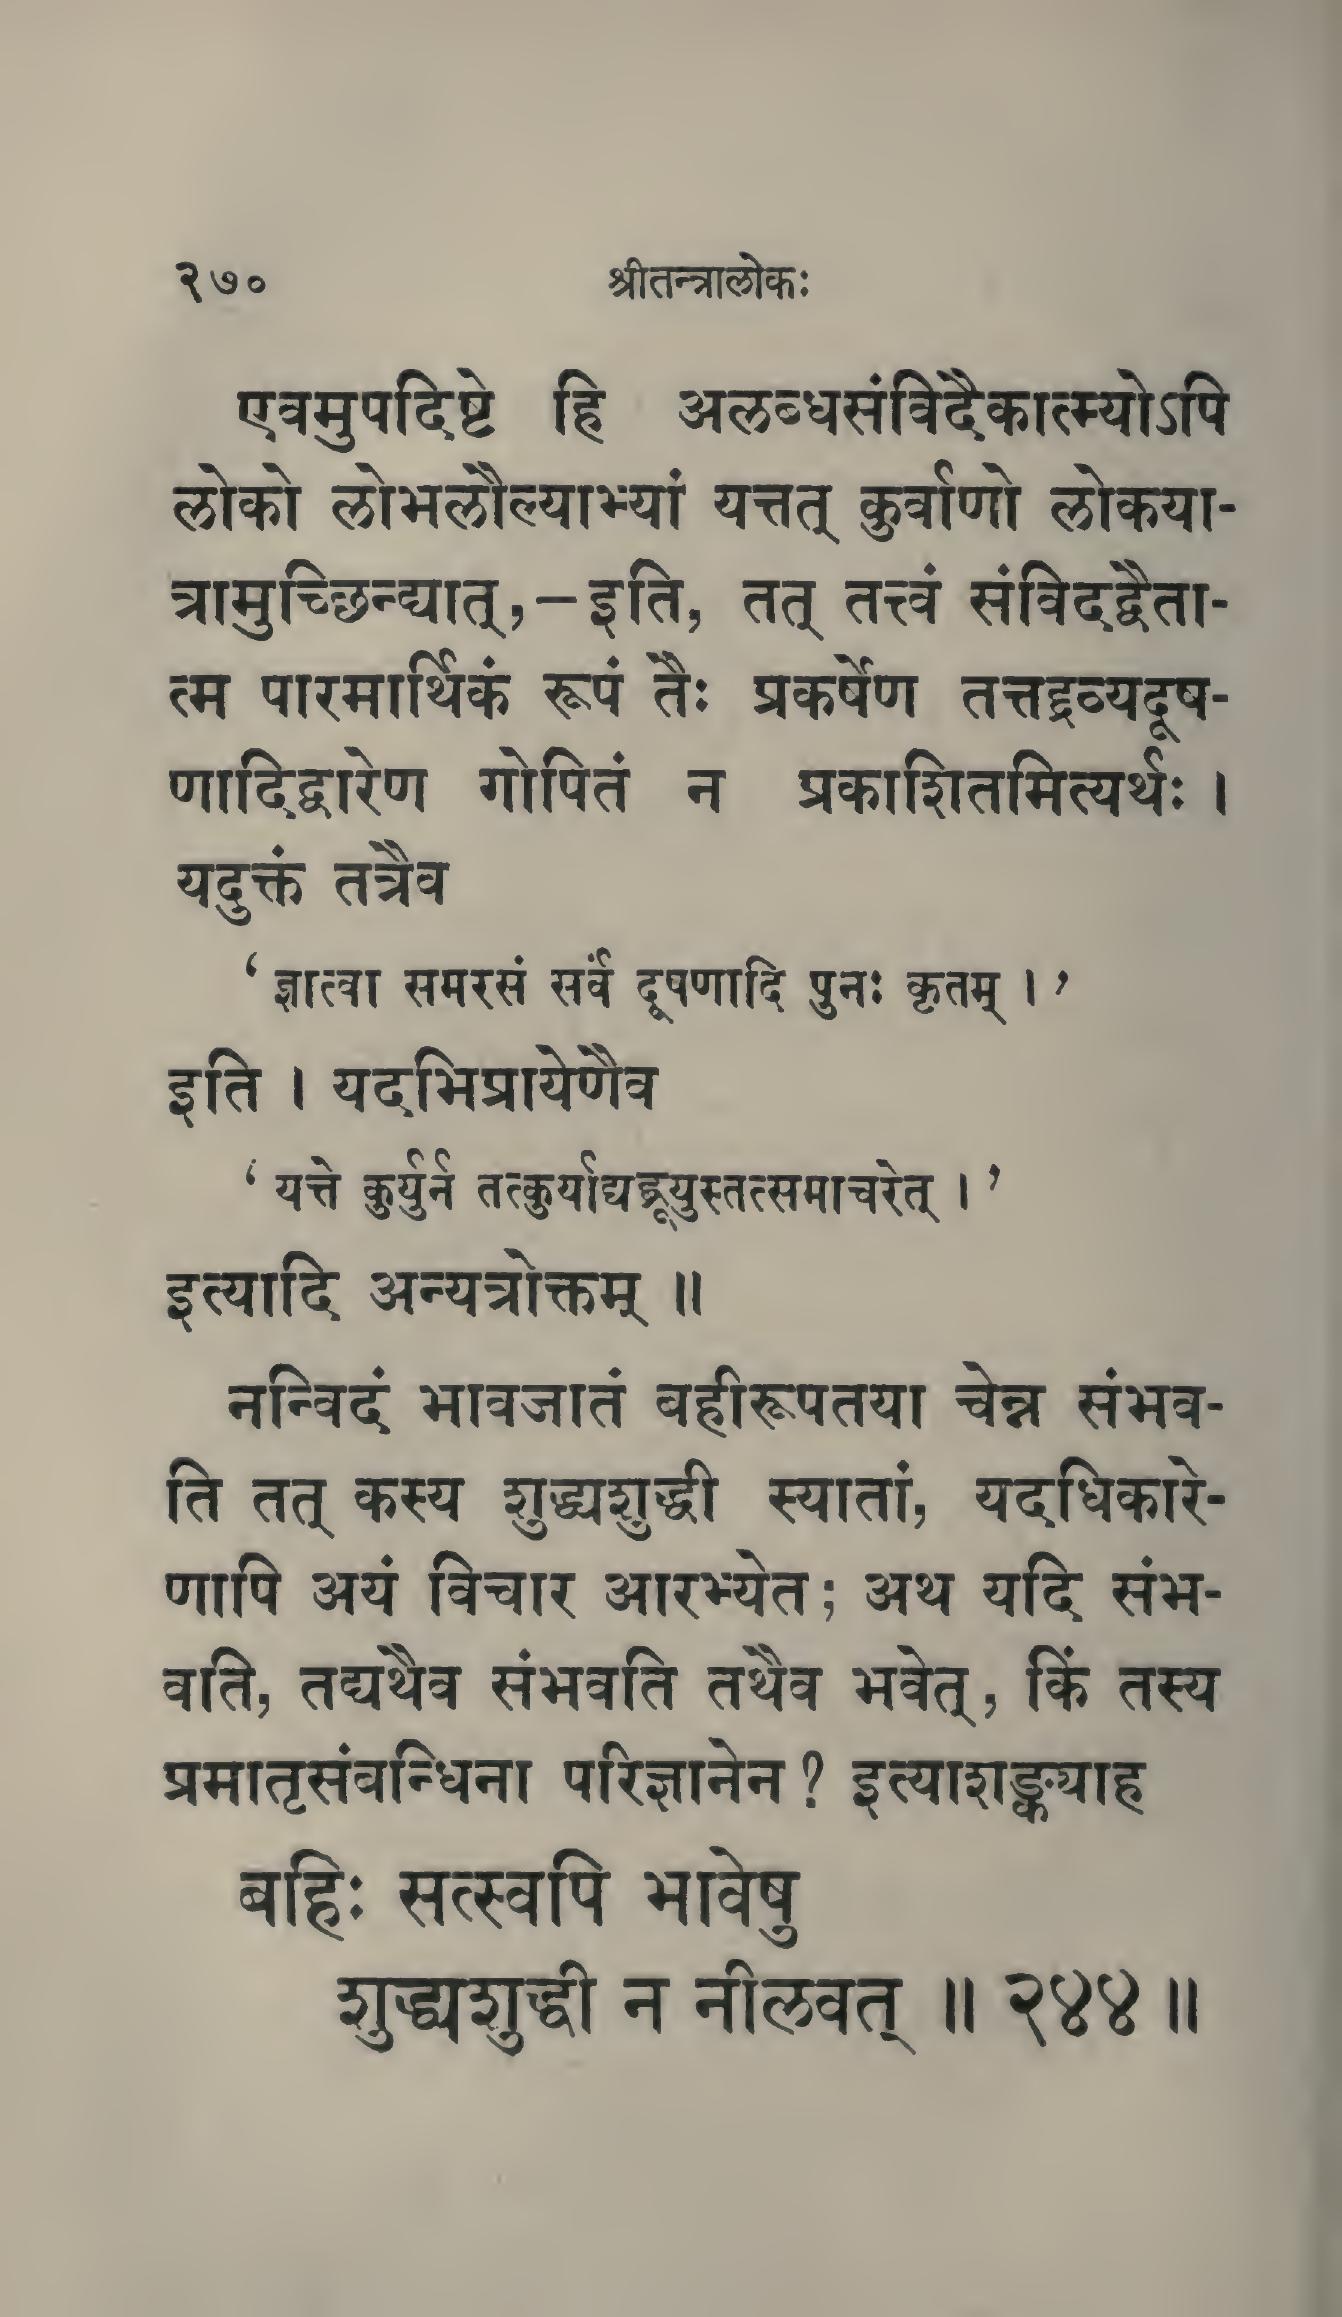 २७० श्रीतन्त्रालोकः
एवमुपदिष्टे हि अलब्धसंविदैकात्म्योऽपि
लोको लोभलौल्याभ्यां यत्तत् कुर्वाणो लोकया-
त्रामुच्छिन्द्यात्,–इति, तत् तत्त्वं संविदद्वैता-
त्म पारमार्थिकं रूपं तैः प्रकर्षेण तत्तद्द्रव्यदूष-
णादिद्वारेण गोपितं न प्रकाशितमित्यर्थः ।
यदुक्तं तत्रैव
‘ ज्ञात्वा समरसं सर्वं दूषणादि पुनः कृतम् । ’
इति । यदभिप्रायेणैव
‘ यत्ते कुर्युर्न तत्कुर्याद्यद्ब्रूयुस्तत्समाचरेत् । ’
इत्यादि अन्यत्रोक्तम् ॥
नन्विदं भावजातं बहीरूपतया चेन्न संभव-
ति तत् कस्य शुद्ध्यशुद्धी स्यातां, यदधिकारे-
णापि अयं विचार आरभ्येत; अथ यदि संभ-
वति, तद्यथैव संभवति तथैव भवेत्, किं तस्य
प्रमातृसंबन्धिना परिज्ञानेन? इत्याशङ्कयाह
बहिः सत्स्वपि भावेषु
शुद्ध्यशुद्धी न नीलवत् ॥ २४४ ॥